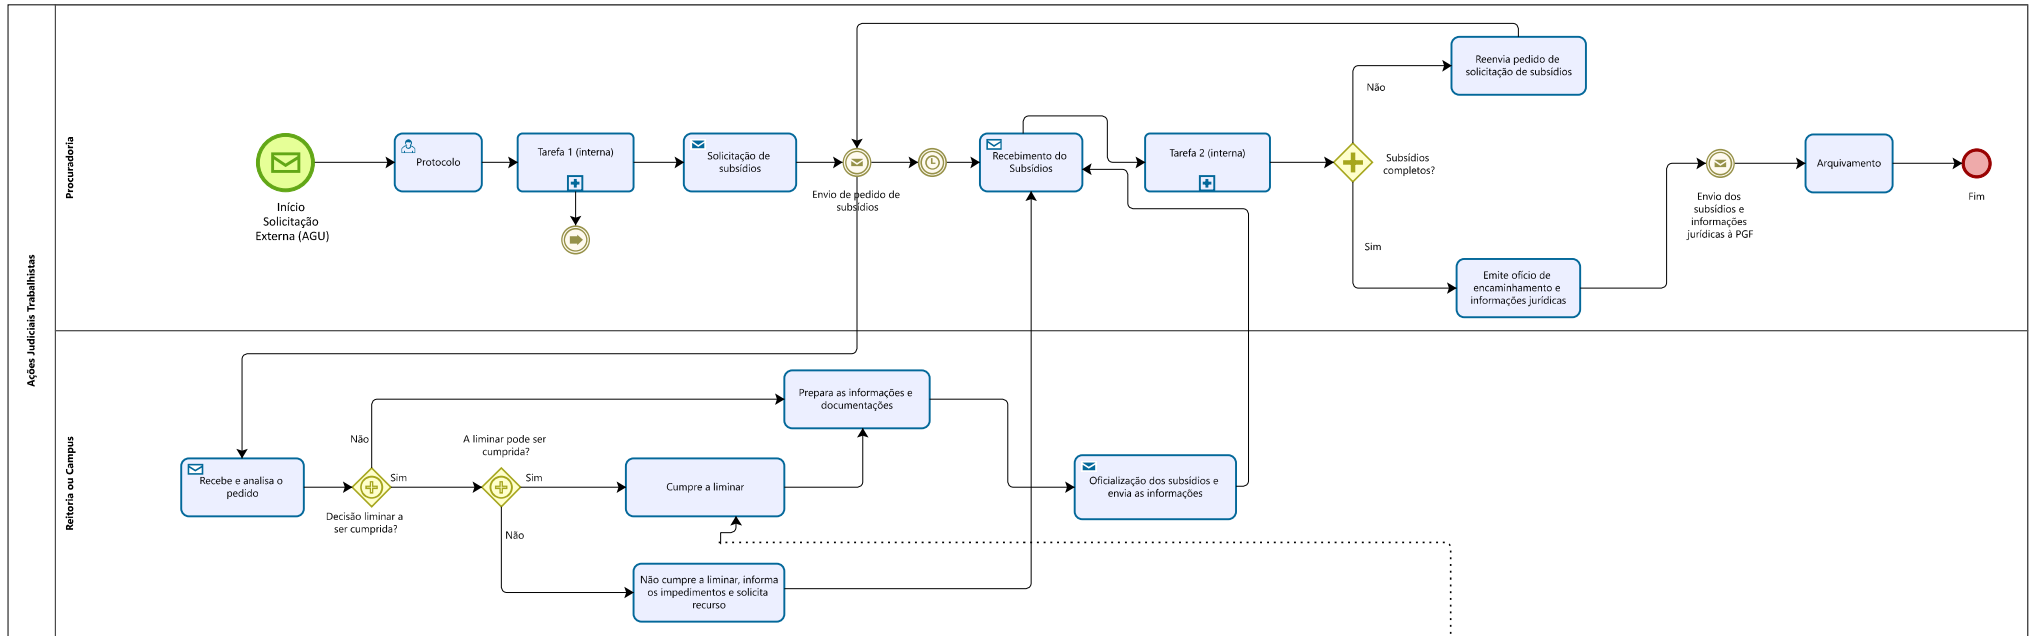 Ações Judiciais Trabalhistas
Procuradoria
Início
Solicitação
Externa (AGU)
Protocolo
Tarefa 1 (interna)
Solicitação de
subsídios
Envio de pedido de
subsídios
Recebimento do
Subsídios
Tarefa 2 (interna)
Subsídios
completos?
Não
Reenvia pedido de
solicitação de subsídios
Sim
Emite ofício de
encaminhamento e
informações jurídicas
Envio dos
subsídios e
informações
jurídicas à PGF
Arquivamento
Fim
Reitoria ou Campus
Recebe e analisa o
pedido
Não
Sim
Decisão liminar a
ser cumprida?
A liminar pode ser
cumprida?
Sim
Não
Cumpre a liminar
Prepara as informações e
documentações
Não cumpre a liminar, informa
os impedimentos e solicita
recurso
Oficialização dos subsídios e
envia as informações